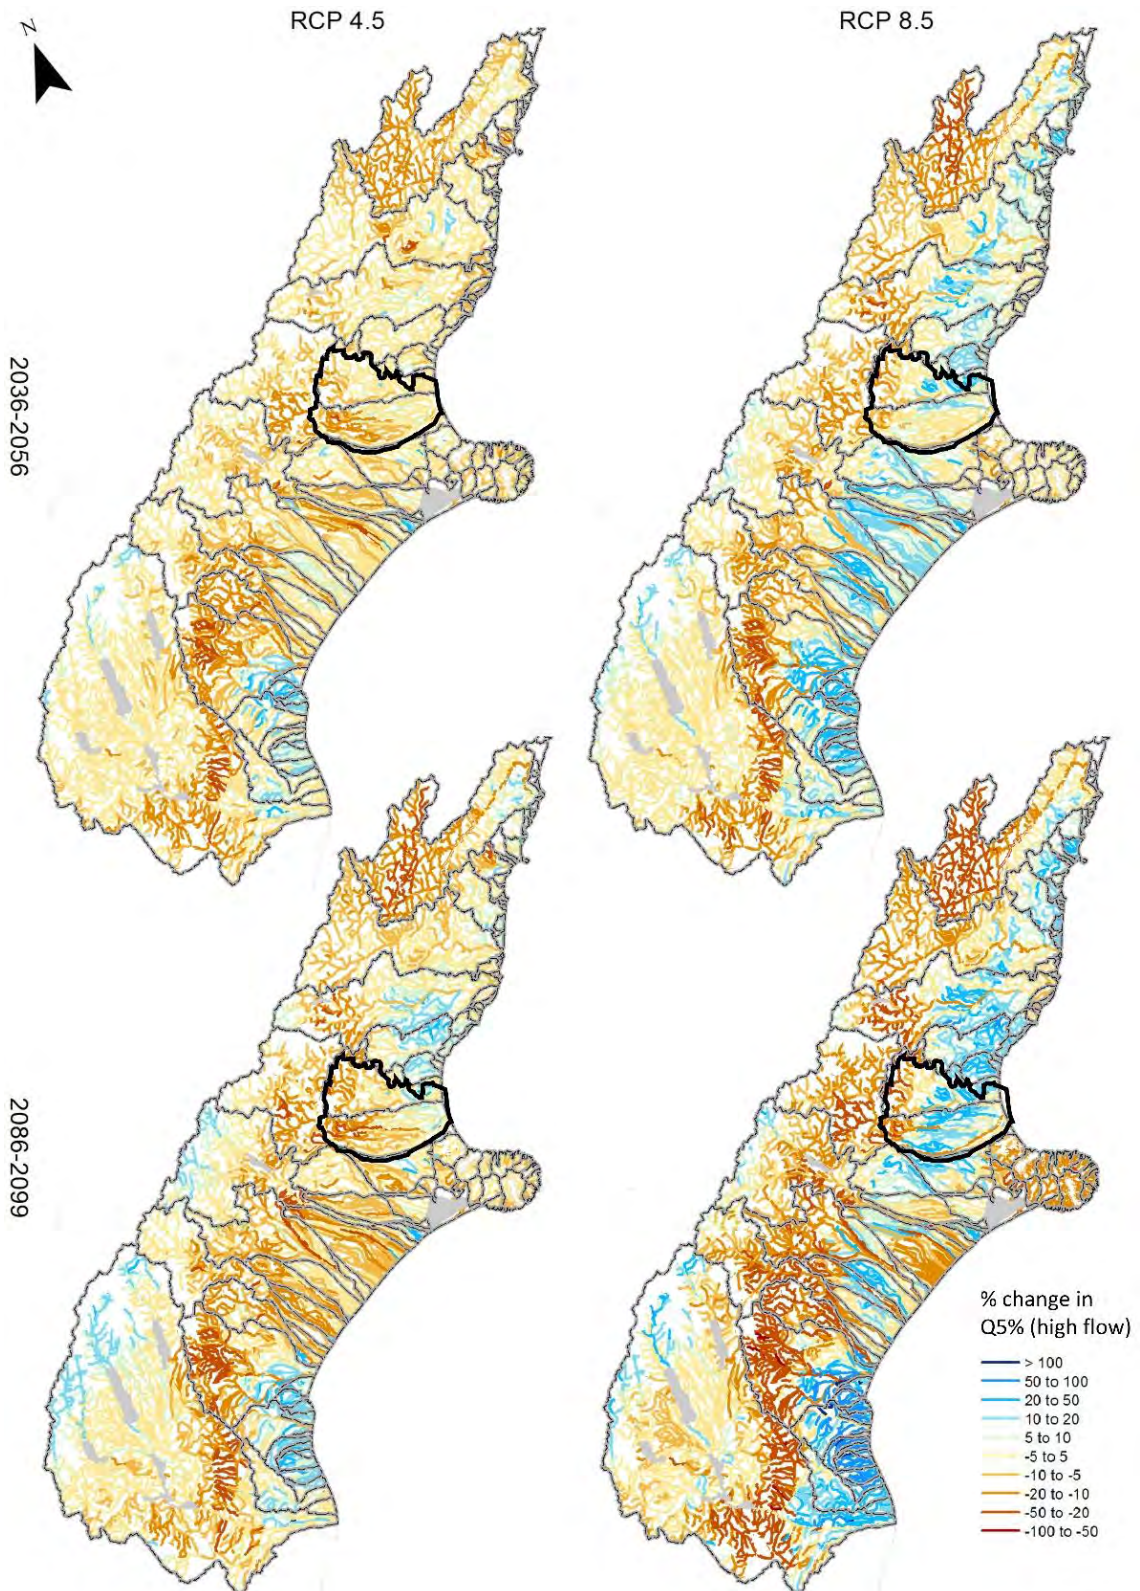 RCP 4.5
RCP 8.5
N
2036-2056
2086-2099
% change in
Q5% (high flow)
> 100
50 to 100
20 to 50
10 to 20
5 to 10
-5 to 5
-10 to -5
-20 to -10
-50 to -20
-100 to -50